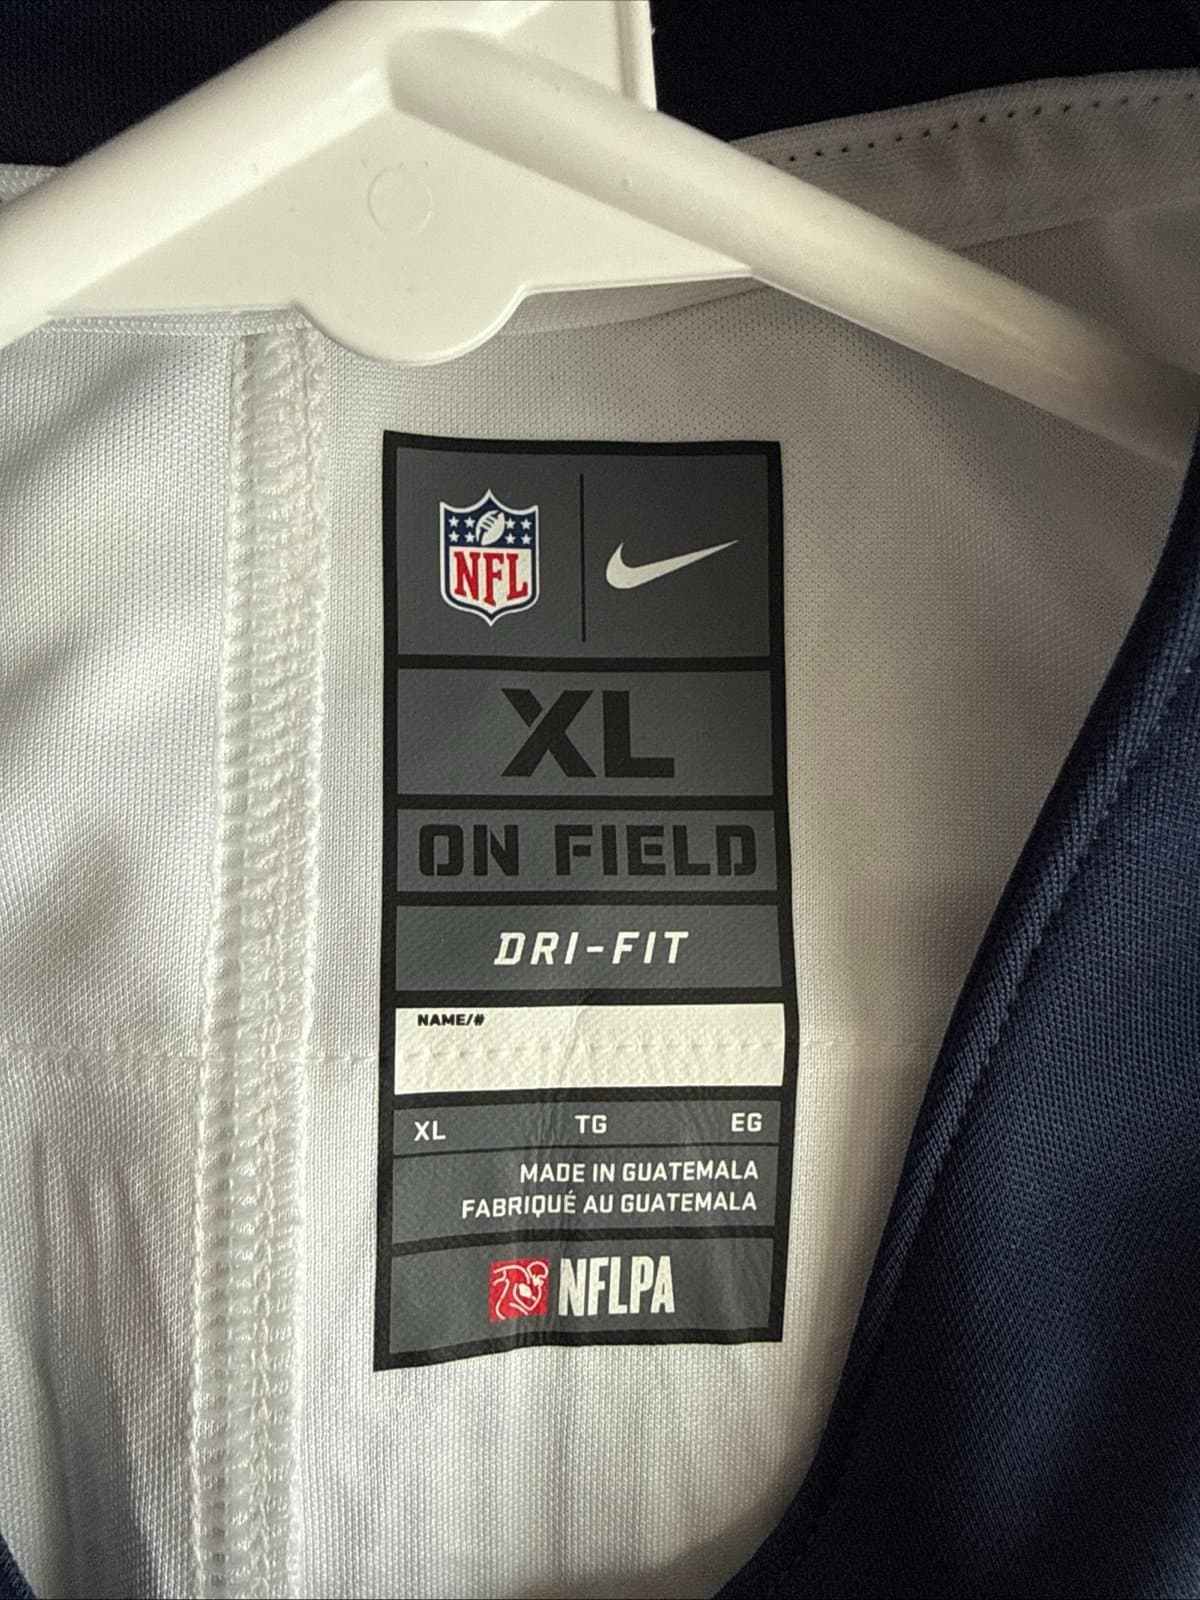 NFL
XL
ON FIELD
DRI-FIT
NAME/#
XL TG EG
MADE IN GUATEMALA
FABRIQUÉ AU GUATEMALA
NFLPA